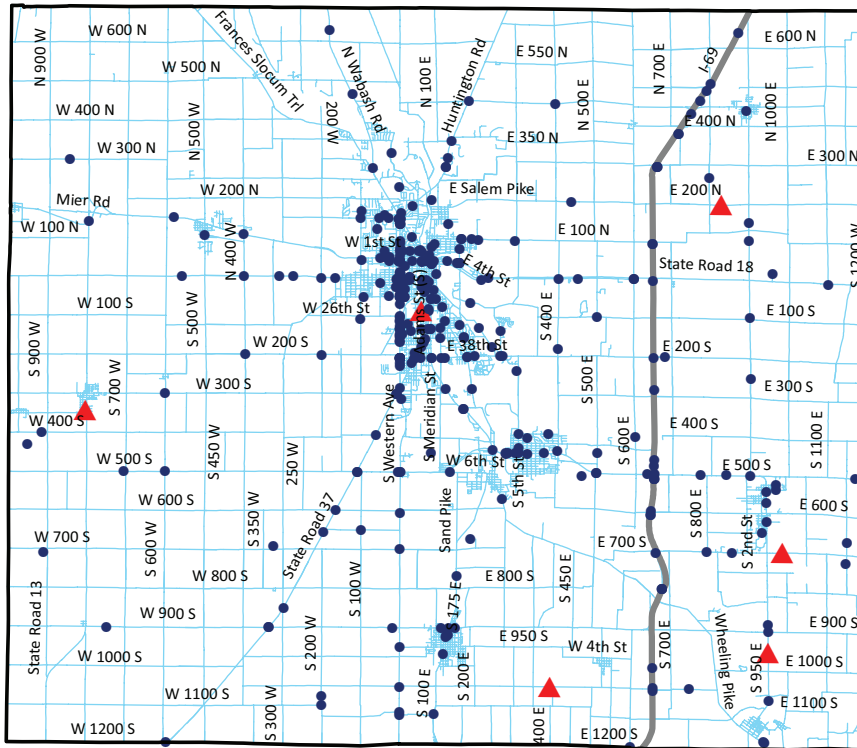 W 600 N
N 900 W
Frances Slocum Trl
N Wabash Rd
Huntington Rd
E 550 N
E 600 N
I-69
W 500 N
N 100 E
N 500 E
N 700 E
N 1000 E
W 400 N
N 500 W
200 W
E 350 N
E 400 N
W 300 N
E 300 N
Mier Rd
W 200 N
E Salem Pike
E 200 N
W 100 N
N 400 W
W 1st St
E 4th St
E 100 N
State Road 18
S 1200 W
W 100 S
S 500 W
W 26th St
Adams St (S)
S 400 E
E 100 S
S 900 W
S 700 W
W 200 S
E 38th St
E 200 S
W 300 S
S Western Ave
S Meridian St
S 500 E
E 300 S
W 400 S
S 450 W
250 W
S 600 E
E 400 S
S 1100 E
W 500 S
W 6th St
S 5th St
E 500 S
W 600 S
S 350 W
State Road 37
Sand Pike
S 800 E
S 2nd St
E 600 S
W 700 S
S 600 W
E 700 S
W 800 S
S 100 W
E 800 S
S 450 E
State Road 13
W 900 S
S 200 W
S 175 E
E 950 S
W 4th St
S 700 E
Wheeling Pike
S 950 E
E 900 S
W 1000 S
S 200 E
E 1000 S
W 1100 S
S 300 W
S 100 E
400 E
E 1100 S
W 1200 S
E 1200 S